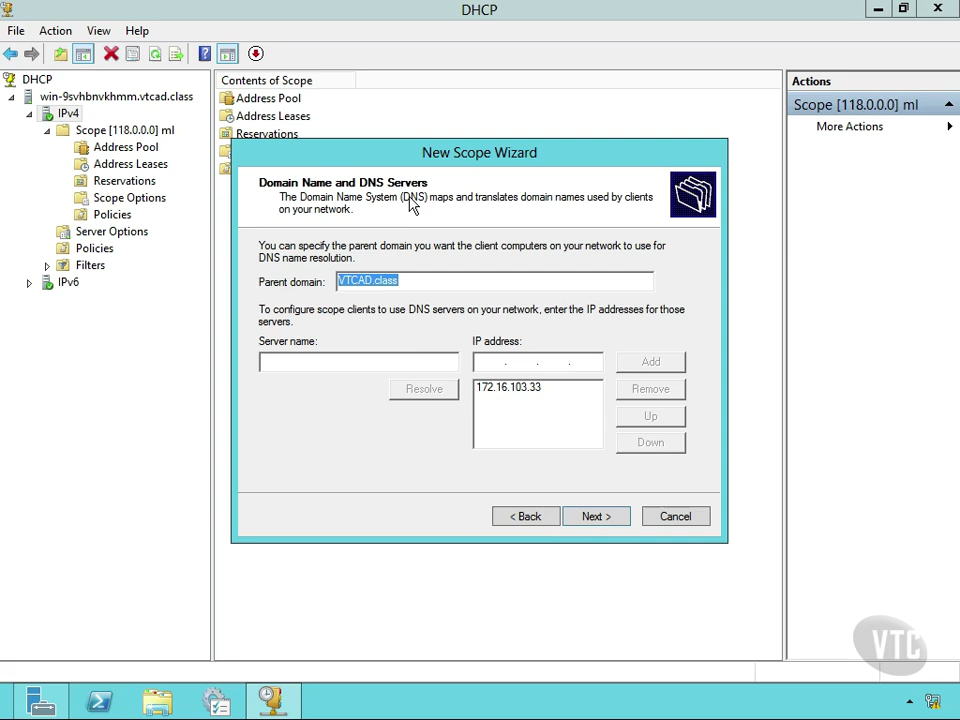 DHCP
File Action View Help
DHCP
win-9svhbnvkhmm.vtcad.class
IPv4
Scope [118.0.0.0] ml
Address Pool
Address Leases
Reservations
Scope Options
Policies
Server Options
Policies
Filters
IPv6
Contents of Scope
Address Pool
Address Leases
Reservations
New Scope Wizard
Domain Name and DNS Servers
The Domain Name System (DNS) maps and translates domain names used by clients
on your network.
You can specify the parent domain you want the client computers on your network to use for
DNS name resolution.
Parent domain: VTCAD.class
To configure scope clients to use DNS servers on your network, enter the IP addresses for those
servers.
Server name: IP address:
. . . Add
Resolve 172.16.103.33 Remove
Up
Down
< Back Next > Cancel
Actions
Scope [118.0.0.0] ml
More Actions
VTC